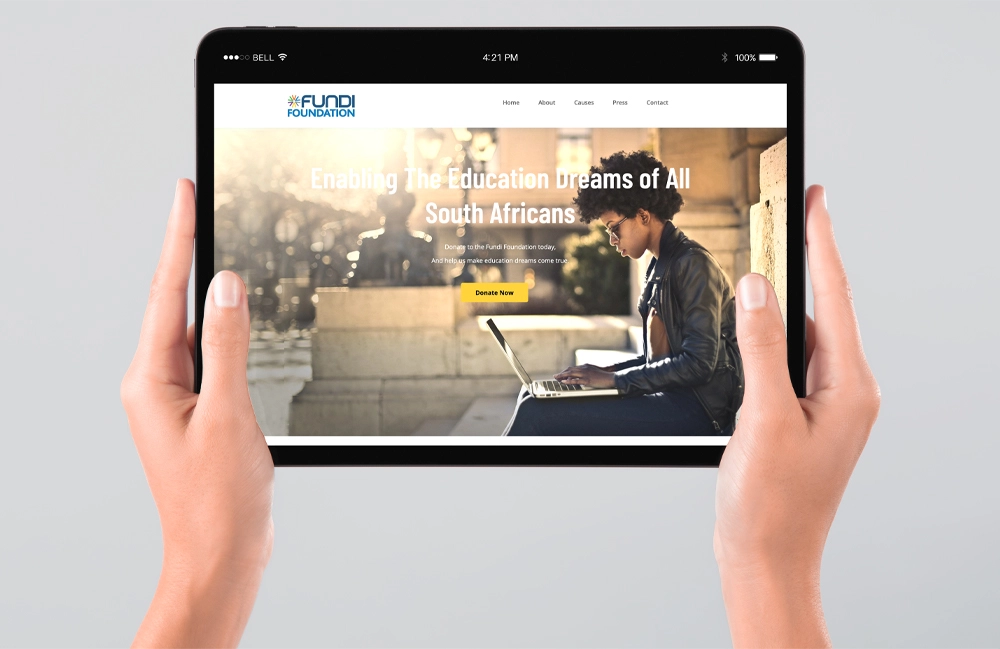 BELL
4:21 PM
100%
FUNDI
FOUNDATION
Home About Causes Press Contact
Enabling The Education Dreams of All
South Africans
Donate to the Fundi Foundation today,
And help us make education dreams come true
Donate Now